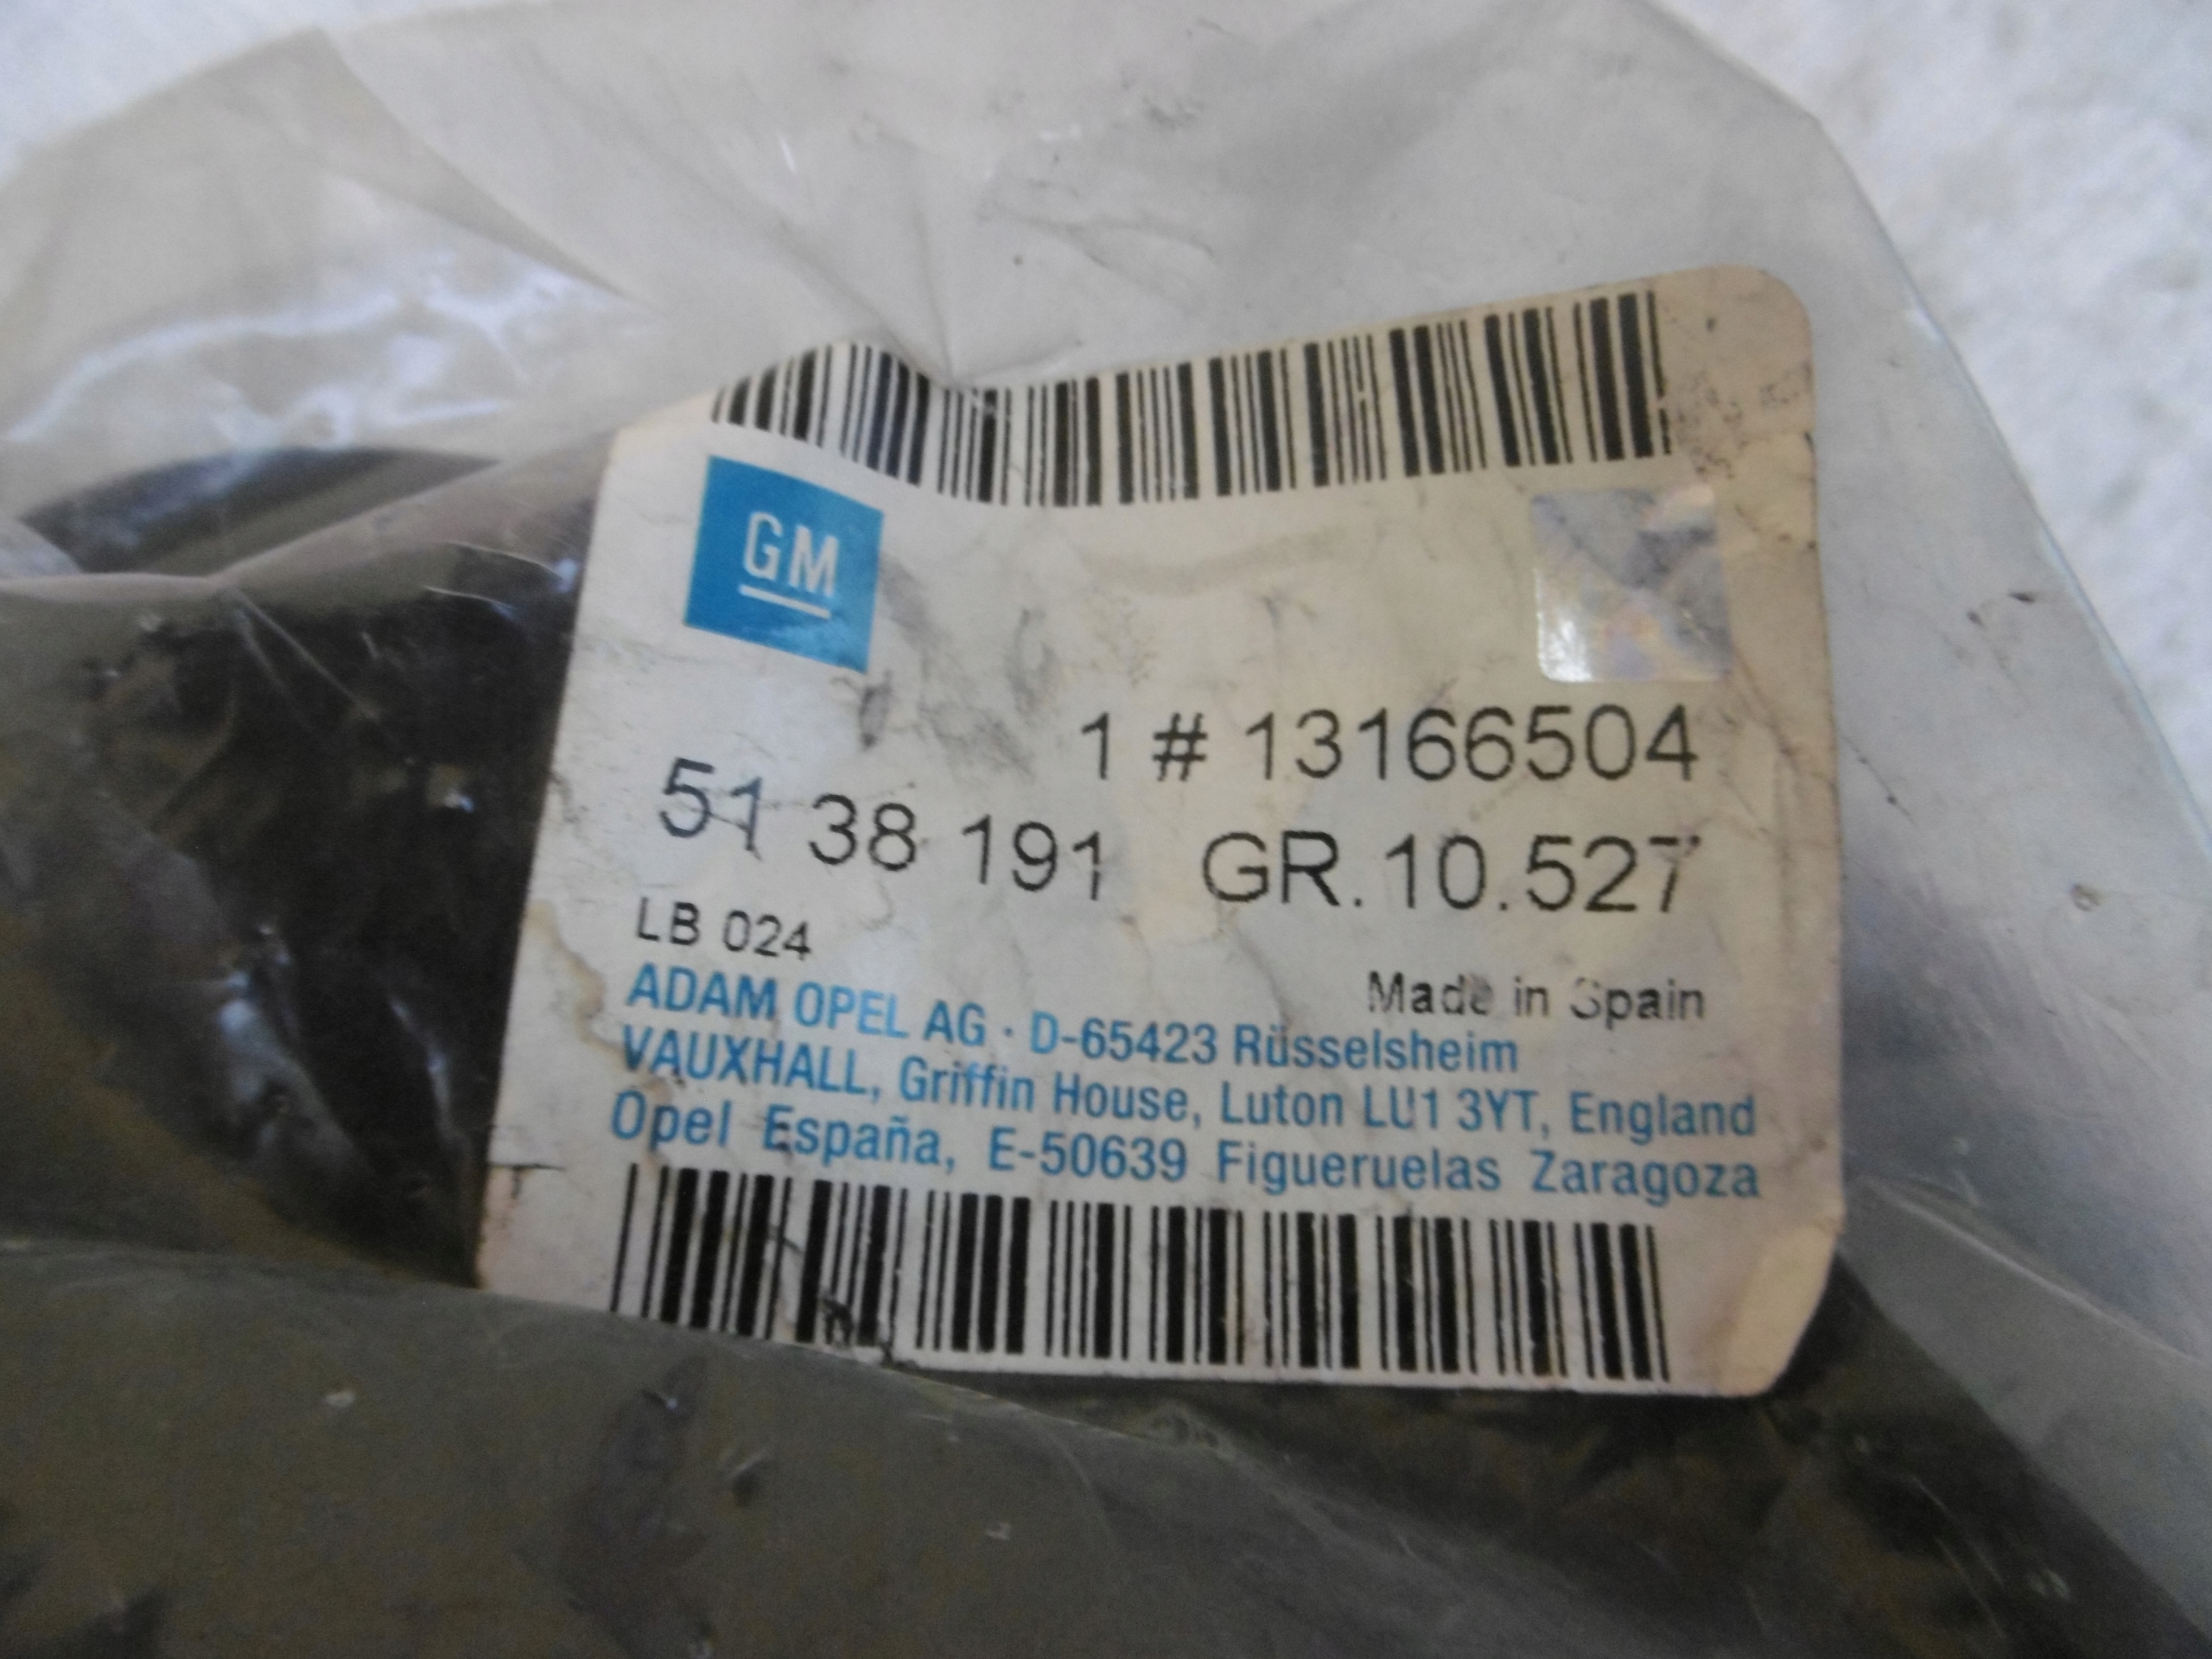 GM
1 # 13166504
51 38 191 GR.10.527
LB 024
Made in Spain
ADAM OPEL AG · D-65423 Rüsselsheim
VAUXHALL, Griffin House, Luton LU1 3YT, England
Opel España, E-50639 Figueruelas Zaragoza